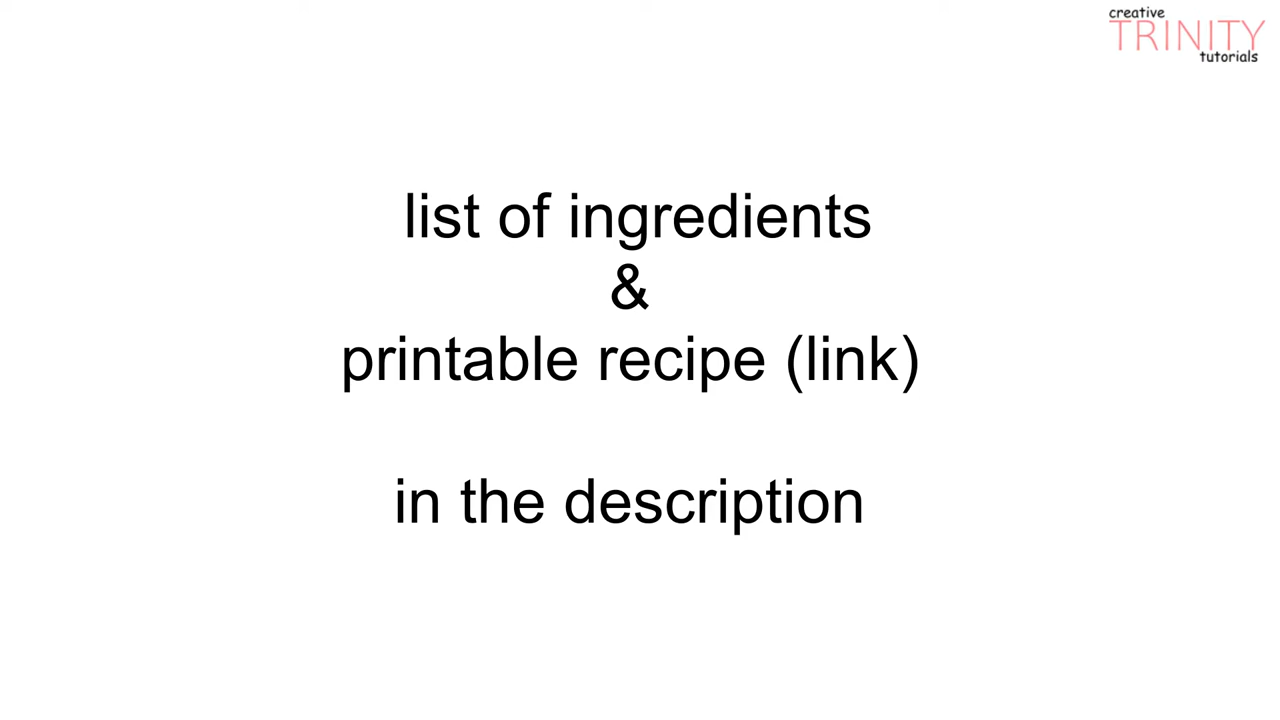 creative
TRINITY
tutorials
list of ingredients
&
printable recipe (link)
in the description